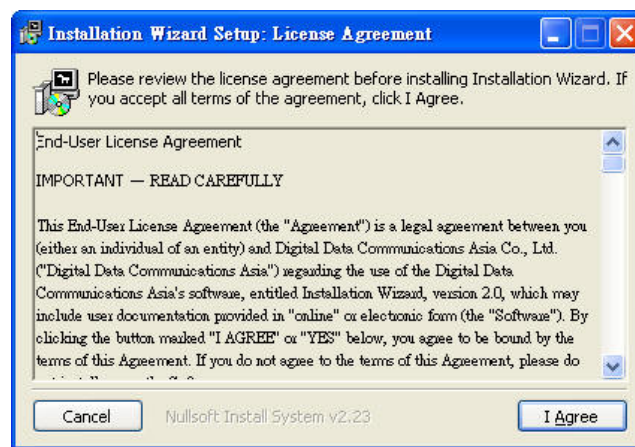 Installation Wizard Setup: License Agreement
Please review the license agreement before installing Installation Wizard. If
you accept all terms of the agreement, click I Agree.
End-User License Agreement
IMPORTANT — READ CAREFULLY
This End-User License Agreement (the "Agreement") is a legal agreement between you
(either an individual of an entity) and Digital Data Communications Asia Co., Ltd.
("Digital Data Communications Asia") regarding the use of the Digital Data
Communications Asia's software, entitled Installation Wizard, version 2.0, which may
include user documentation provided in "online" or electronic form (the "Software"). By
clicking the button marked "I AGREE" or "YES" below, you agree to be bound by the
terms of this Agreement. If you do not agree to the terms of this Agreement, please do
Cancel
Nullsoft Install System v2.23
I Agree